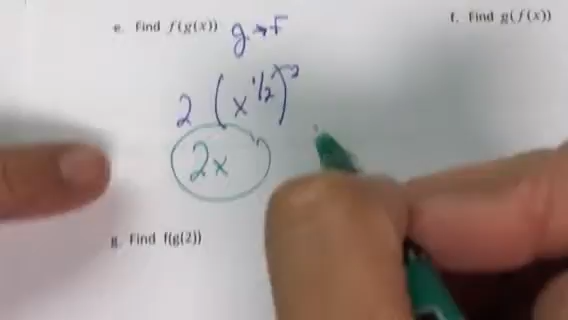 e. Find f(g(x)) g→f
f. Find g(f(x))
2 (x^1/2)^2
2x
g. Find f(g(2))